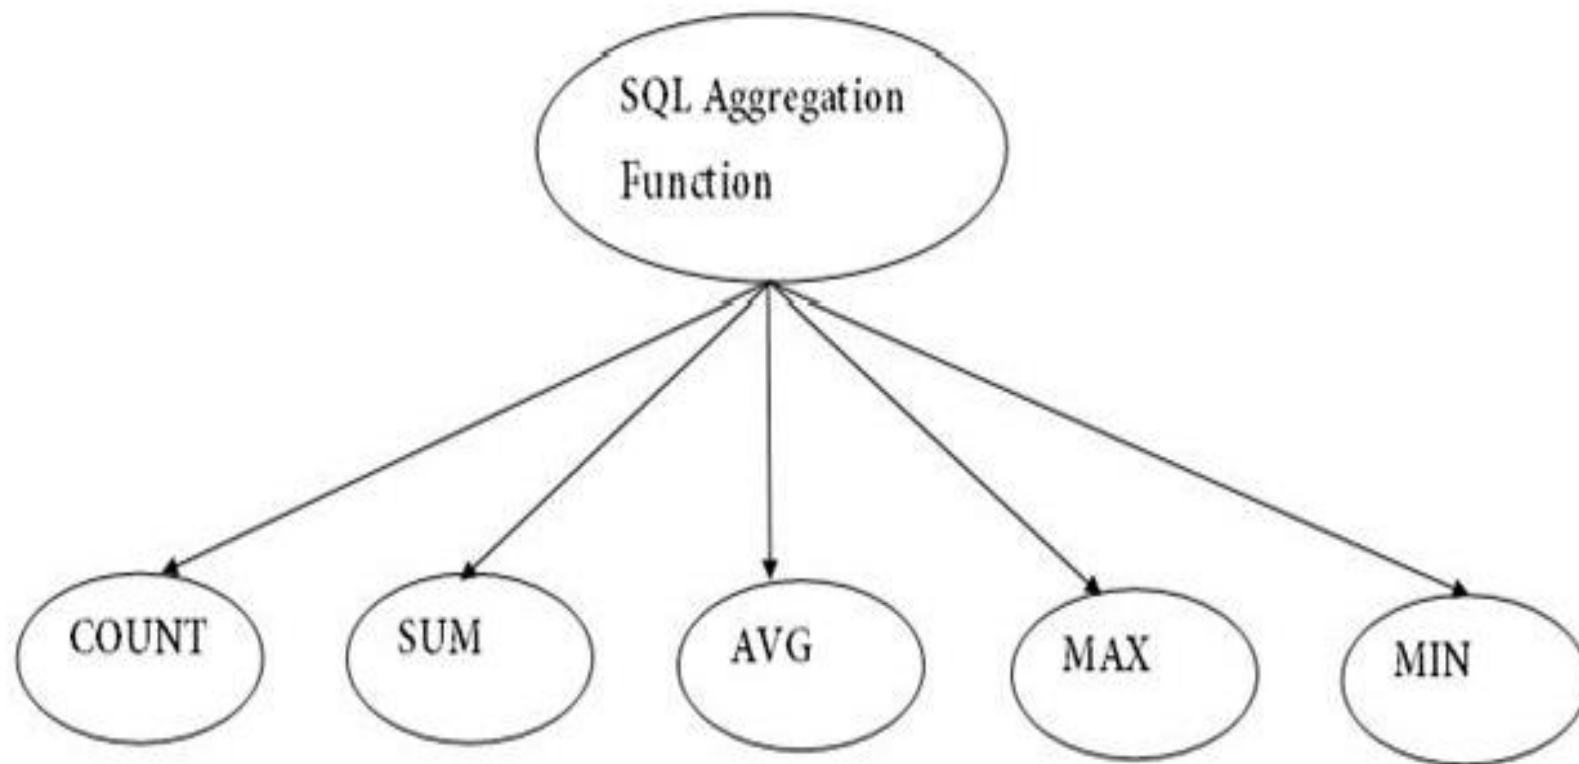 SQL Aggregation
Function
COUNT
SUM
AVG
MAX
MIN